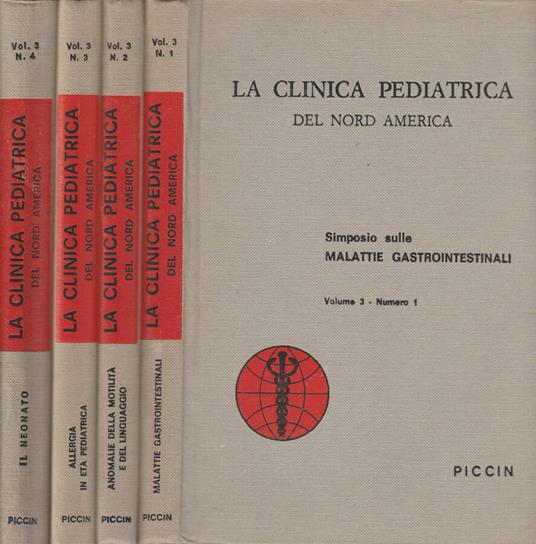 Vol. 3
N. 4
LA CLINICA PEDIATRICA
DEL NORD AMERICA
IL NEONATO
PICCIN
Vol. 3
N. 3
LA CLINICA PEDIATRICA
DEL NORD AMERICA
ALLERGIA
IN ETÀ PEDIATRICA
PICCIN
Vol. 3
N. 2
LA CLINICA PEDIATRICA
DEL NORD AMERICA
ANOMALIE DELLA MOTILITÀ
E DEL LINGUAGGIO
PICCIN
Vol. 3
N. 1
LA CLINICA PEDIATRICA
DEL NORD AMERICA
MALATTIE GASTROINTESTINALI
PICCIN
LA CLINICA PEDIATRICA
DEL NORD AMERICA
Simposio sulle
MALATTIE GASTROINTESTINALI
Volume 3 - Numero 1
PICCIN